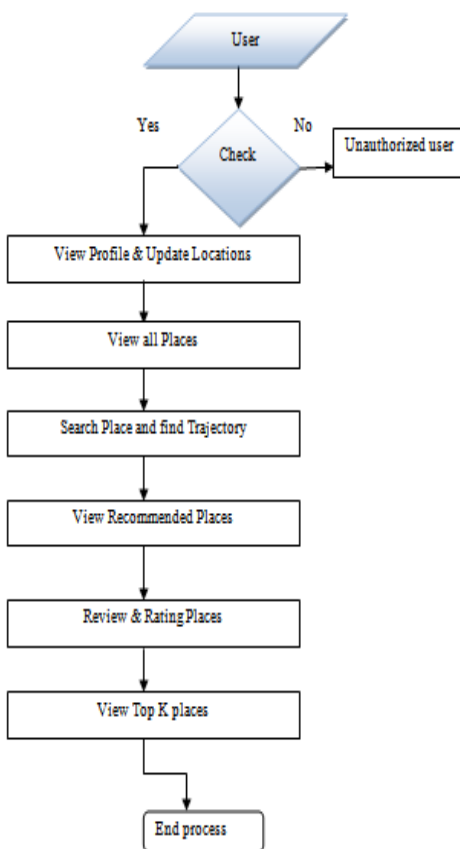 User
Yes
No
Check
Unauthorized user
View Profile & Update Locations
View all Places
Search Place and find Trajectory
View Recommended Places
Review & Rating Places
View Top K places
End process